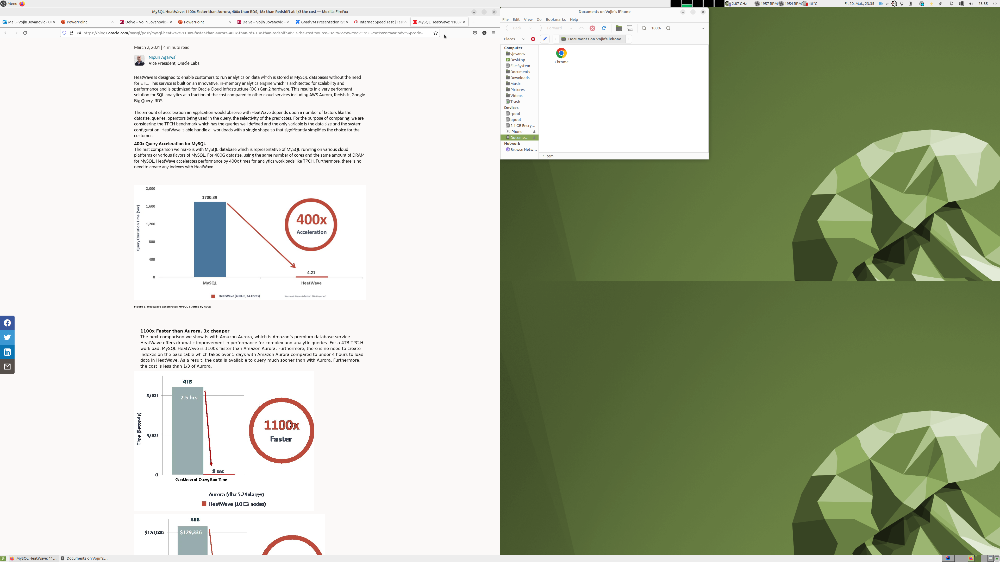 Menu
2.87 GHz
1957 RPM
1954 RPM
46 °C
Fr, 20. Mai., 23:35
EN
en
23:35
MySQL HeatWave: 1100x Faster than Aurora, 400x than RDS, 18x than Redshift at 1/3 the cost — Mozilla Firefox
Mail - Vojin Jovanovic - O
PowerPoint
Delve – Vojin Jovanovic –
PowerPoint
Delve – Vojin Jovanovic –
GraalVM Presentation ty
Internet Speed Test | Fas
MySQL HeatWave: 1100x
https://blogs.oracle.com/mysql/post/mysql-heatwave-1100x-faster-than-aurora-400x-than-rds-18x-than-redshift-at-13-the-cost?source=:so:tw:or:awr:odv:::&SC=:so:tw:or:awr:odv:::&pcode=
March 2, 2021 | 4 minute read
Nipun Agarwal
Vice President, Oracle Labs
HeatWave is designed to enable customers to run analytics on data which is stored in MySQL databases without the need
for ETL. This service is built on an innovative, in-memory analytics engine which is architected for scalability and
performance and is optimized for Oracle Cloud Infrastructure (OCI) Gen 2 hardware. This results in a very performant
solution for SQL analytics at a fraction of the cost compared to other cloud services including AWS Aurora, Redshift, Google
Big Query, RDS.
The amount of acceleration an application would observe with HeatWave depends upon a number of factors like the
datasize, queries, operators being used in the query, the selectivity of the predicates. For the purpose of comparing, we are
considering the TPCH benchmark which has the queries well defined and the only variable is the data size and the system
configuration. HeatWave is able handle all workloads with a single shape so that significantly simplifies the choice for the
customer.
400x Query Acceleration for MySQL
The first comparison we make is with MySQL database which is representative of MySQL running on various cloud
platforms or various flavors of MySQL. For 400G datasize, using the same number of cores and the same amount of DRAM
for MySQL, HeatWave accelerates performance by 400x times for analytics workloads like TPCH. Furthermore, there is no
need to create any indexes with HeatWave.
Query Execution Time (Sec)
2,000
1,600
1,200
800
400
0
1700.39
4.21
400x
Acceleration
MySQL
HeatWave
HeatWave (400GB, 64 Cores)
Geometric Mean of derived TPC-H queries*
Figure 1. HeatWave accelerates MySQL queries by 400x
1100x Faster than Aurora, 3x cheaper
The next comparison we show is with Amazon Aurora, which is Amazon’s premium database service.
HeatWave offers dramatic improvement in performance for complex and analytic queries. For a 4TB TPC-H
workload, MySQL HeatWave is 1100x faster than Amazon Aurora. Furthermore, there is no need to create
indexes on the base table which takes over 5 days with Amazon Aurora compared to under 4 hours to load
data in HeatWave. As a result, the data is available to query much sooner than with Aurora. Furthermore,
the cost is less than 1/3 of Aurora.
4TB
8,000
2.5 hrs
Time (Seconds)
4,000
1100x
Faster
8 sec
0
GeoMean of Query Run Time
Aurora (db.r5.24xlarge)
HeatWave (10 E3 nodes)
4TB
$120,000
$129,336
Documents on Vojin's iPhone
File
Edit
View
Go
Bookmarks
Help
Back
Forward
100%
Places
Documents on Vojin's iPhone
Computer
vjovanov
Desktop
File System
Documents
Downloads
Music
Pictures
Videos
Trash
Devices
rpool
bpool
2.1 GB Encry…
iPhone
Docume…
Network
Browse Netw…
Chrome
1 item
MySQL HeatWave: 11…
Documents on Vojin's…